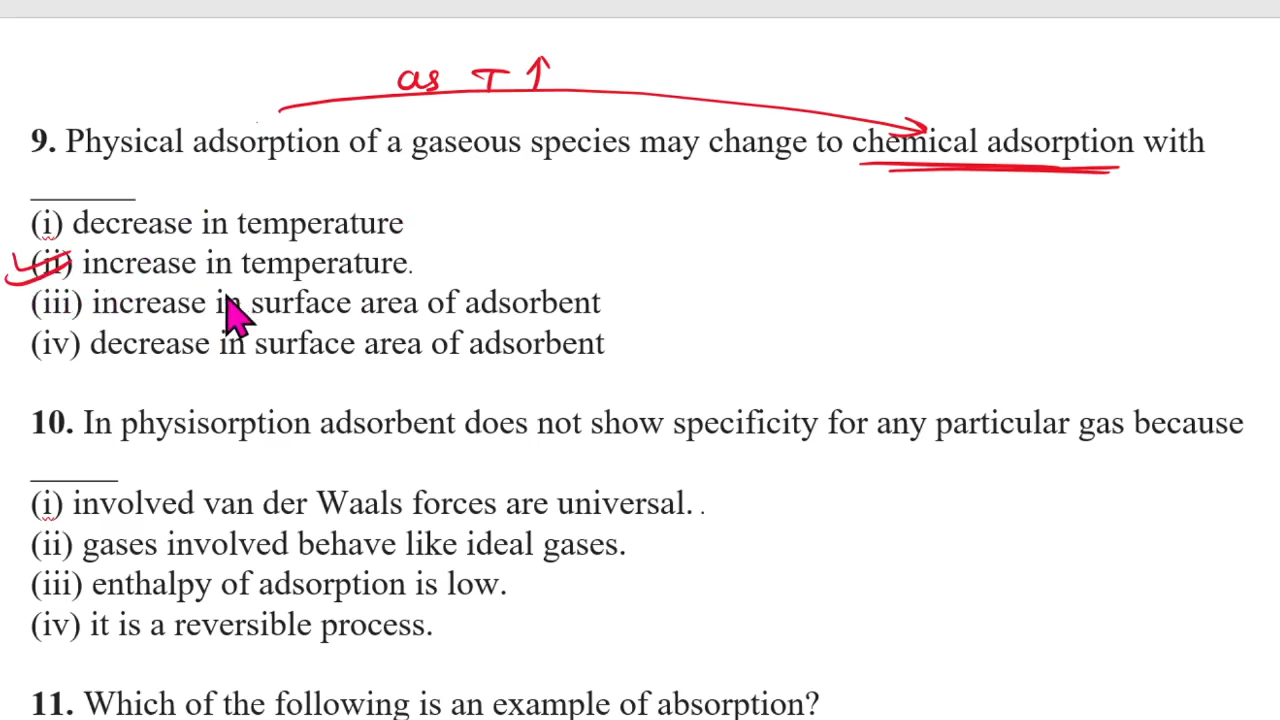 as T ↑
9. Physical adsorption of a gaseous species may change to chemical adsorption with
______
(i) decrease in temperature
(ii) increase in temperature.
(iii) increase in surface area of adsorbent
(iv) decrease in surface area of adsorbent
10. In physisorption adsorbent does not show specificity for any particular gas because
_____
(i) involved van der Waals forces are universal. .
(ii) gases involved behave like ideal gases.
(iii) enthalpy of adsorption is low.
(iv) it is a reversible process.
11. Which of the following is an example of absorption?